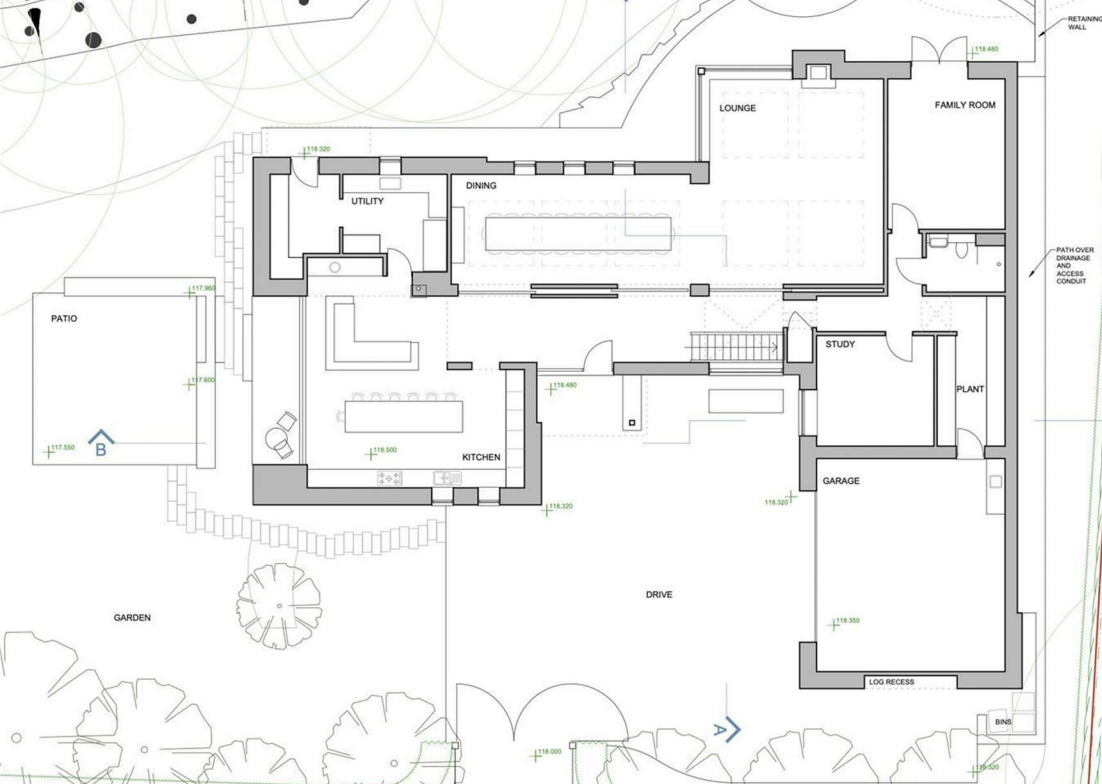 RETAINING
WALL
118.480
LOUNGE
FAMILY ROOM
118.320
DINING
UTILITY
PATH OVER
DRAINAGE
AND
ACCESS
CONDUIT
117.960
PATIO
STUDY
117.600
118.480
PLANT
B
117.550
118.500
KITCHEN
GARAGE
118.320
118.320
DRIVE
GARDEN
118.350
LOG RECESS
BINS
A
118.000